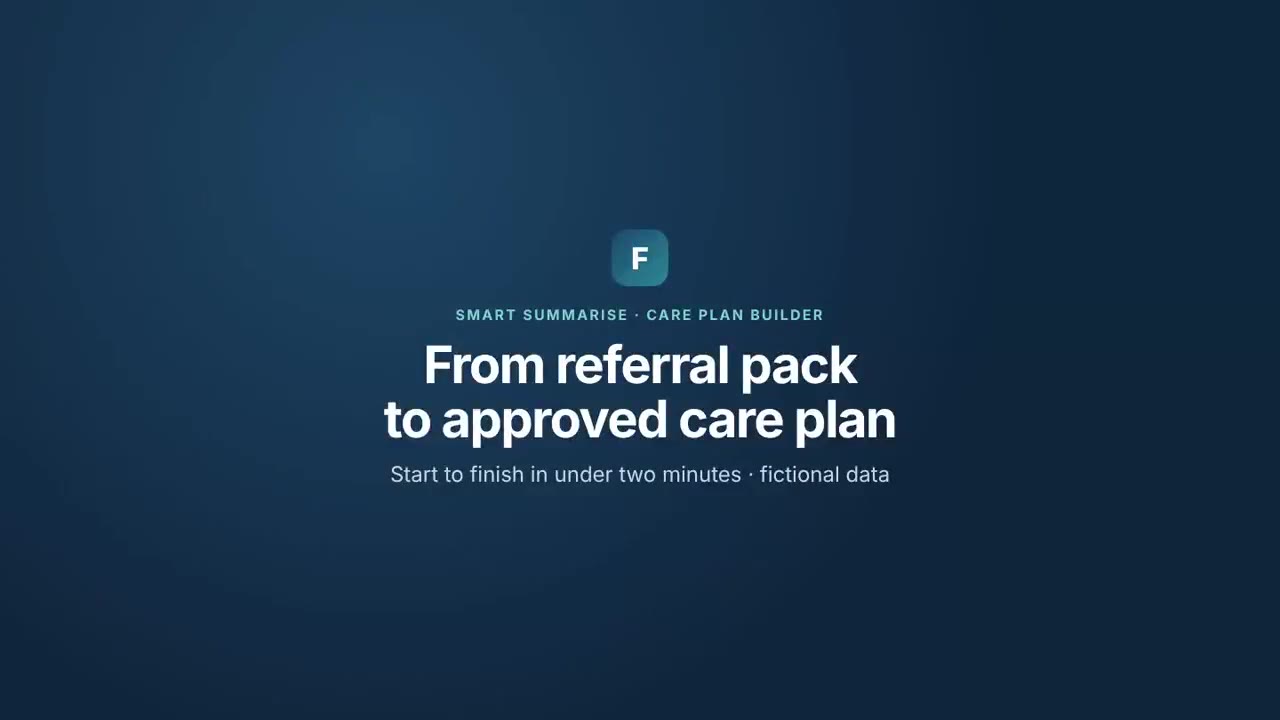 F
SMART SUMMARISE · CARE PLAN BUILDER
From referral pack
to approved care plan
Start to finish in under two minutes · fictional data